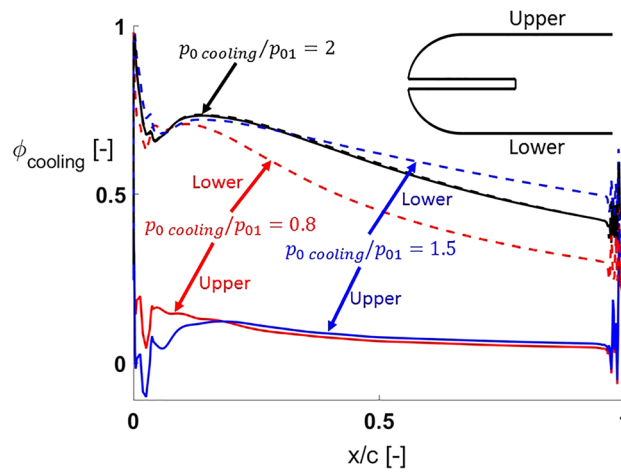 1
Upper
p₀ cooling/p₀₁ = 2
ϕcooling [-]
Lower
0.5
Lower
Lower
p₀ cooling/p₀₁ = 0.8
p₀ cooling/p₀₁ = 1.5
Upper
Upper
0
0
0.5
1
x/c [-]